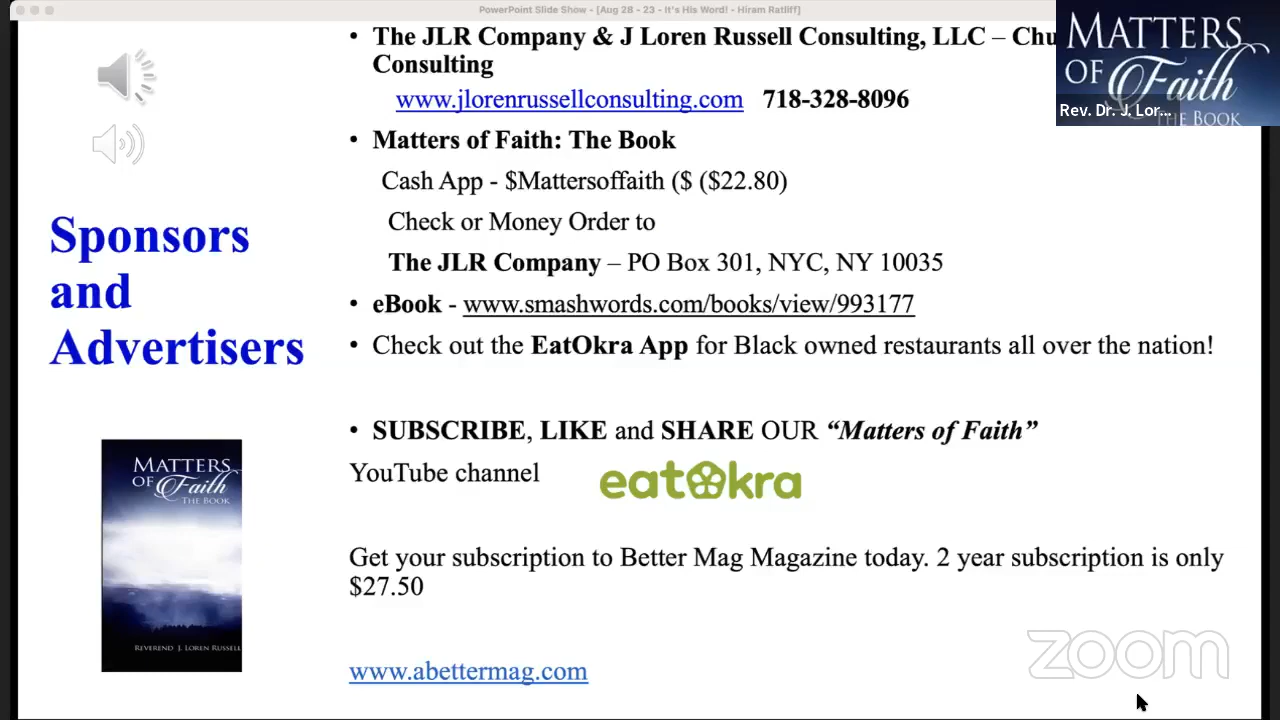 PowerPoint Slide Show - [Aug 28 - 23 - It's His Word! - Hiram Ratliff]
• The JLR Company & J Loren Russell Consulting, LLC – Chu
Consulting
www.jlorenrussellconsulting.com 718-328-8096
• Matters of Faith: The Book
Cash App - $Mattersoffaith ($ ($22.80)
Check or Money Order to
The JLR Company – PO Box 301, NYC, NY 10035
• eBook - www.smashwords.com/books/view/993177
• Check out the EatOkra App for Black owned restaurants all over the nation!
• SUBSCRIBE, LIKE and SHARE OUR “Matters of Faith”
YouTube channel
eatokra
Get your subscription to Better Mag Magazine today. 2 year subscription is only
$27.50
www.abettermag.com
Sponsors
and
Advertisers
MATTERS
OF Faith
THE BOOK
REVEREND J. LOREN RUSSELL
MATTERS
OF Faith
THE BOOK
Rev. Dr. J. Lor...
zoom